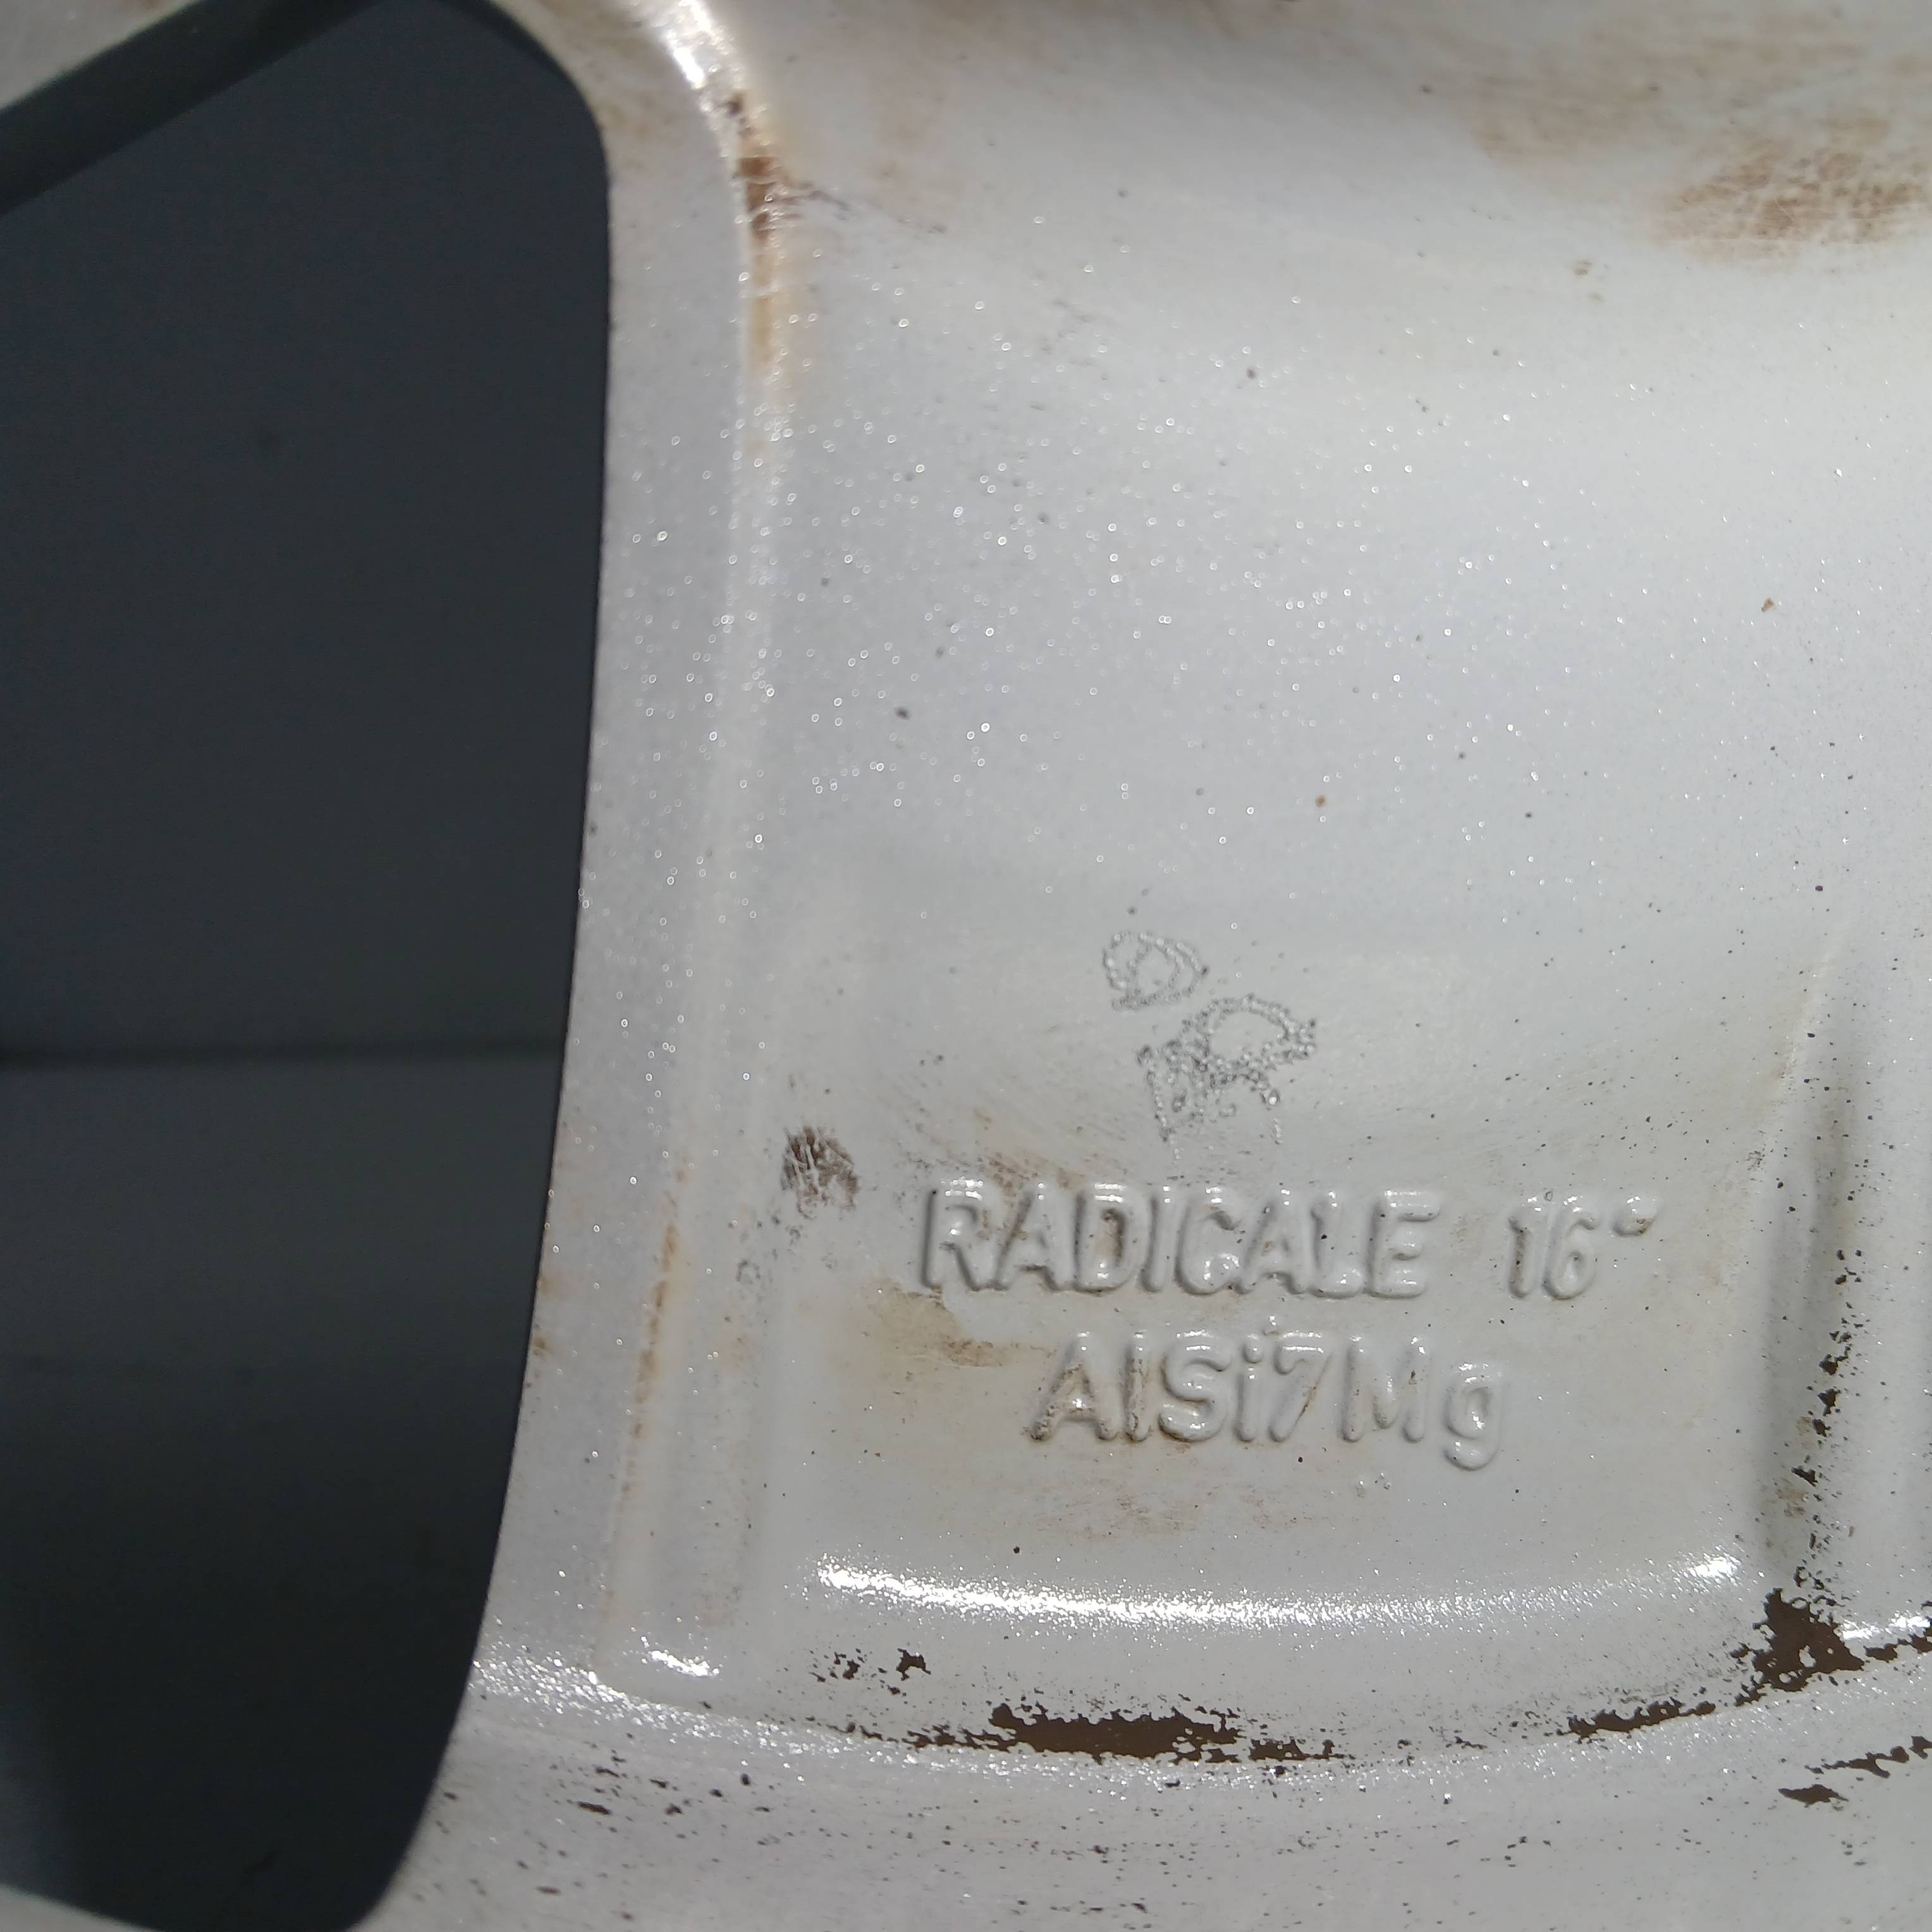 D
R
RADICALE 16"
AlSi7Mg